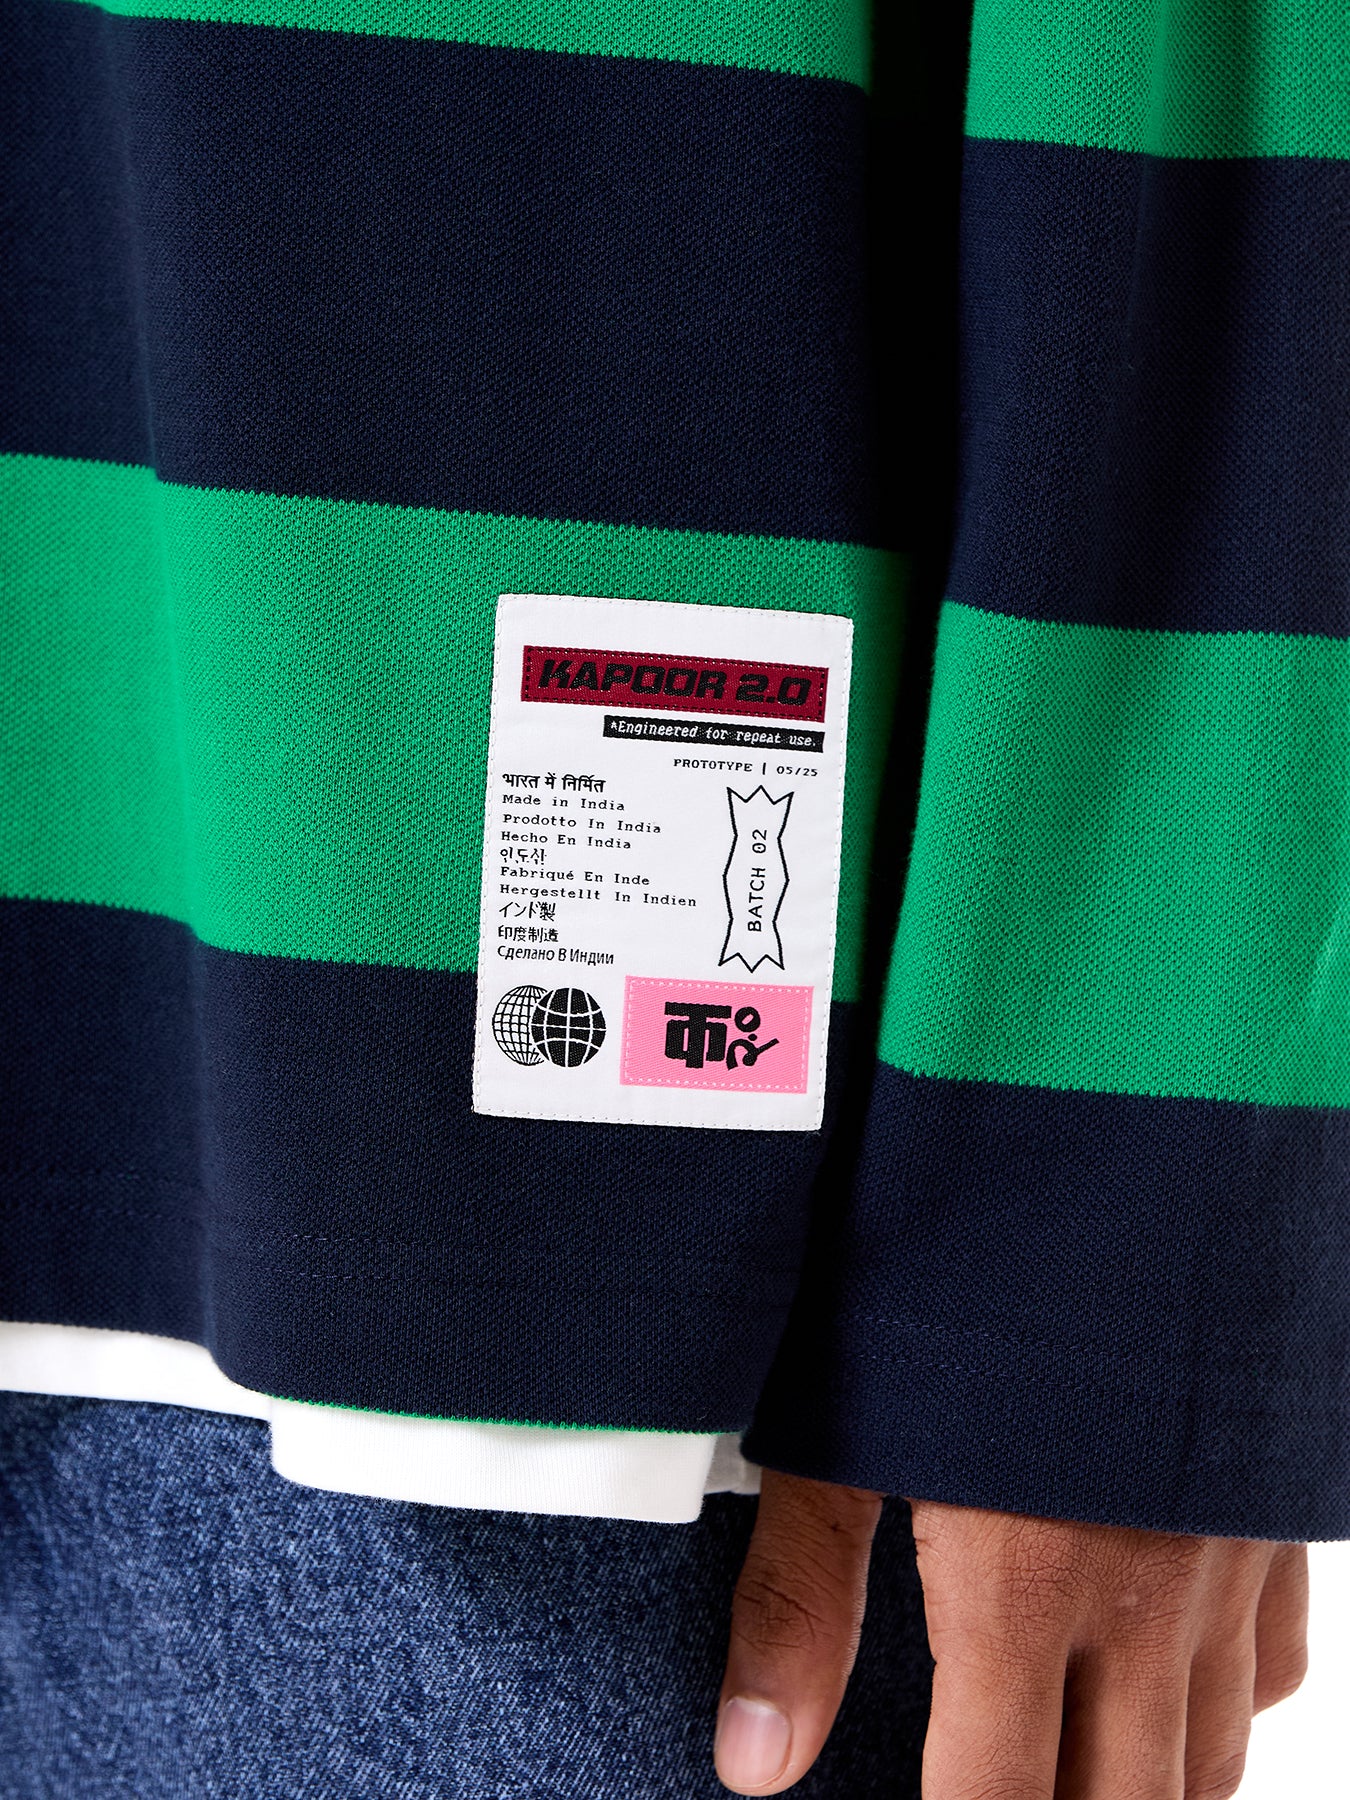 KAPOOR 2.0
*Engineered for repeat use.
PROTOTYPE | 05/25
भारत में निर्मित
Made in India
Prodotto In India
Hecho En India
인도산
Fabriqué En Inde
Hergestellt In Indien
インド製
印度制造
Сделано В Индии
BATCH 02
क २.०